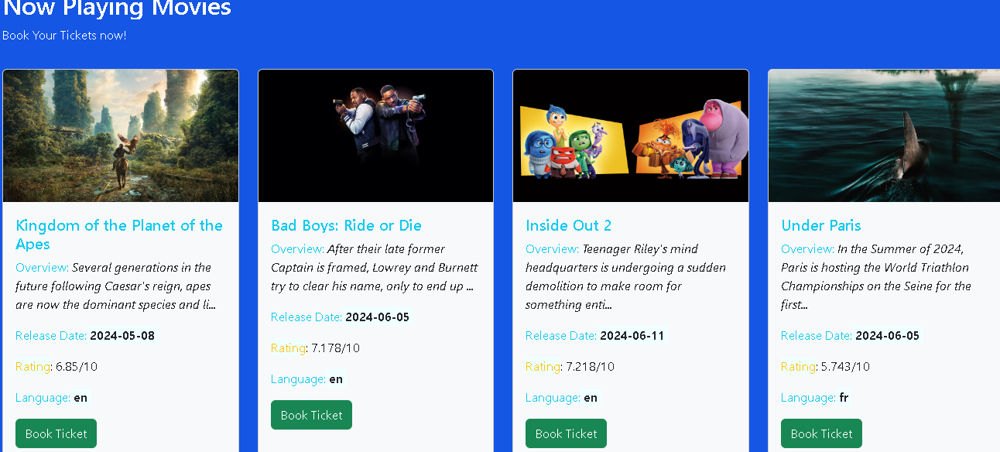 Now Playing Movies
Book Your Tickets now!
Kingdom of the Planet of the
Apes
Overview: Several generations in the
future following Caesar's reign, apes
are now the dominant species and li...
Release Date: 2024-05-08
Rating: 6.85/10
Language: en
Book Ticket
Bad Boys: Ride or Die
Overview: After their late former
Captain is framed, Lowrey and Burnett
try to clear his name, only to end up ...
Release Date: 2024-06-05
Rating: 7.178/10
Language: en
Book Ticket
Inside Out 2
Overview: Teenager Riley's mind
headquarters is undergoing a sudden
demolition to make room for
something enti...
Release Date: 2024-06-11
Rating: 7.218/10
Language: en
Book Ticket
Under Paris
Overview: In the Summer of 2024,
Paris is hosting the World Triathlon
Championships on the Seine for the
first...
Release Date: 2024-06-05
Rating: 5.743/10
Language: fr
Book Ticket